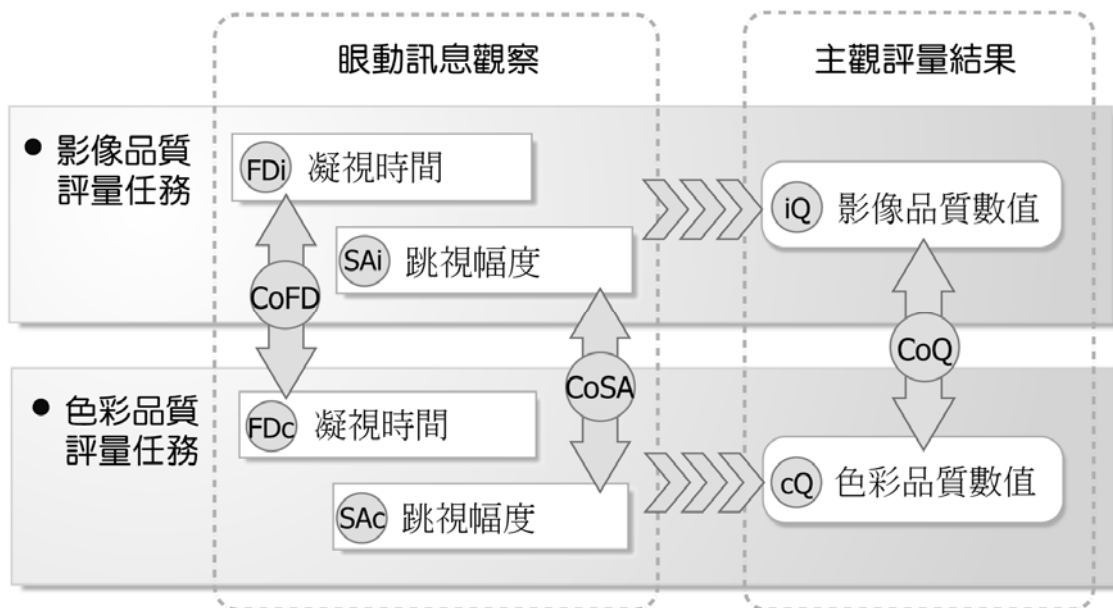 眼動訊息觀察
主觀評量結果
● 影像品質
評量任務
FDi 凝視時間
SAi 跳視幅度
iQ 影像品質數值
CoFD
CoSA
CoQ
● 色彩品質
評量任務
FDc 凝視時間
SAc 跳視幅度
cQ 色彩品質數值